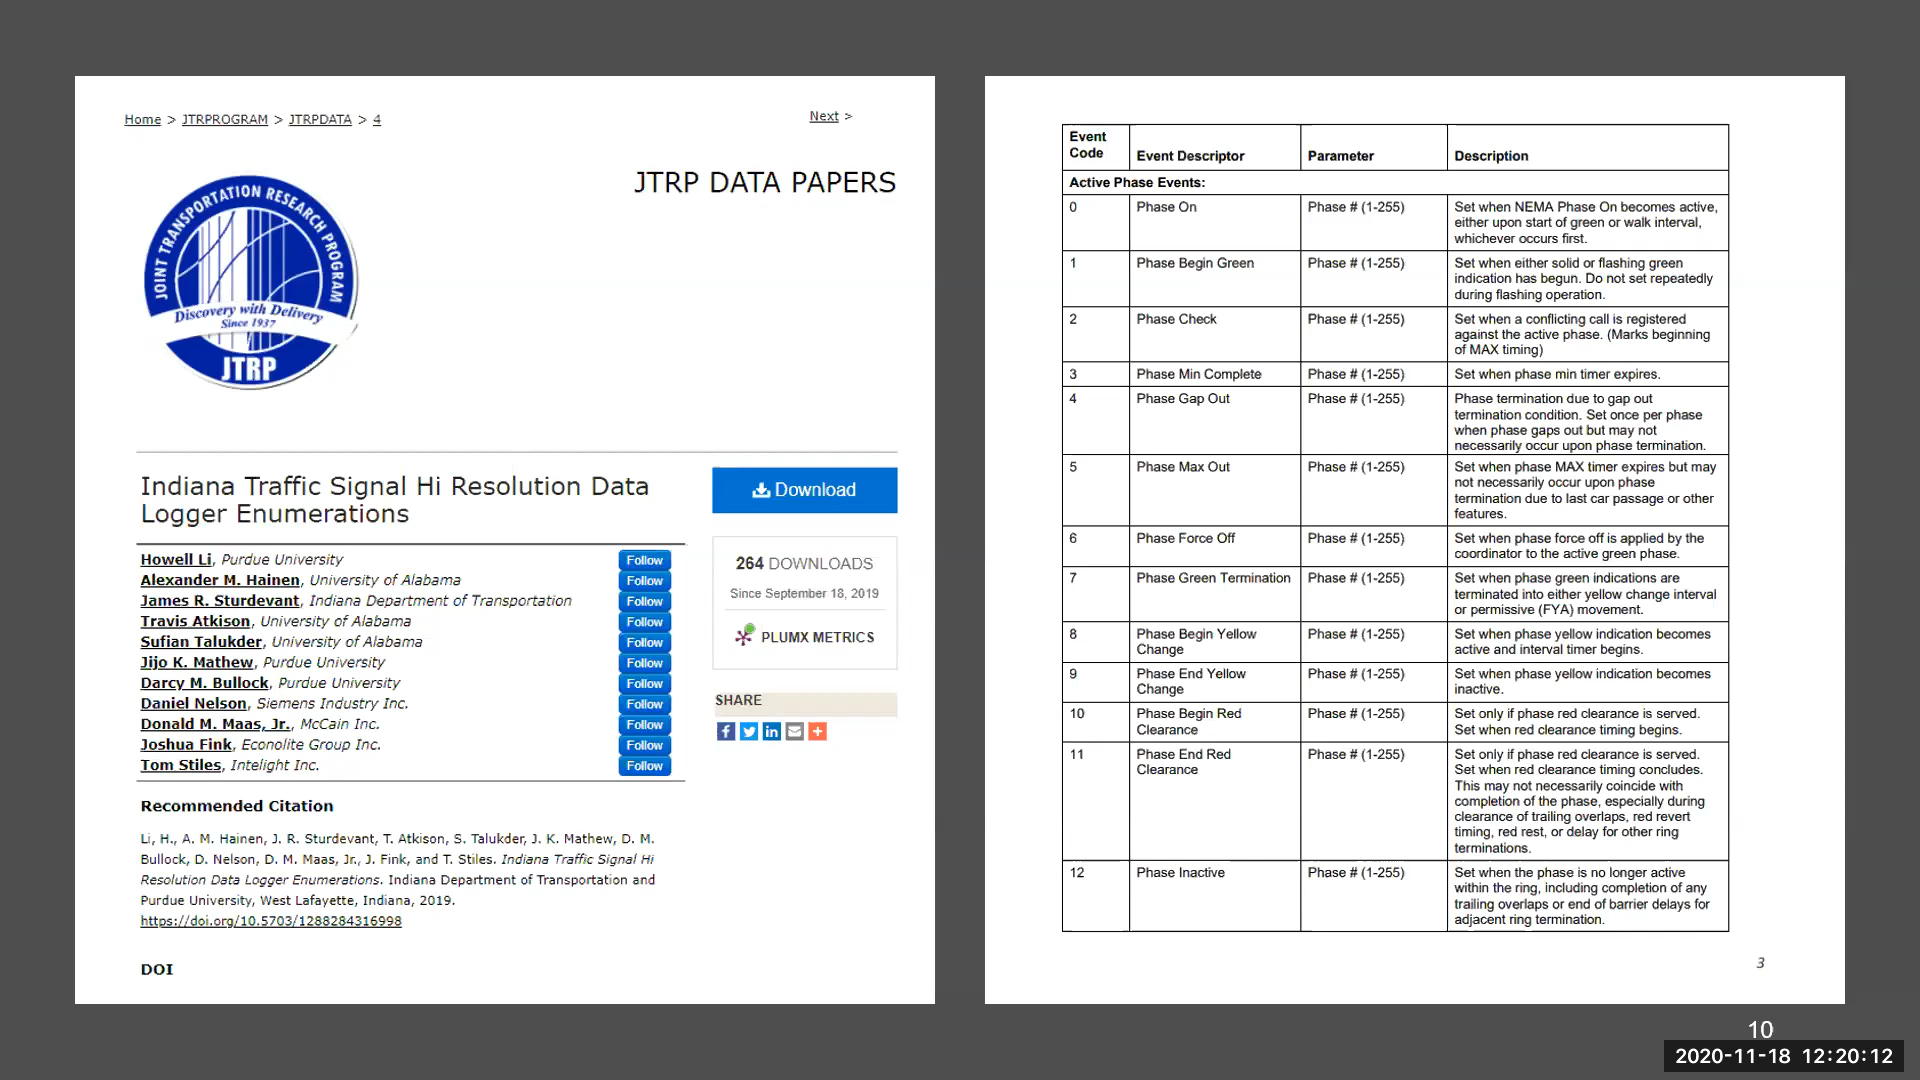 Home > JTRPROGRAM > JTRPDATA > 4
Next >
JTRP DATA PAPERS
JOINT TRANSPORTATION RESEARCH PROGRAM
Discovery with Delivery
Since 1937
JTRP
Indiana Traffic Signal Hi Resolution Data
Logger Enumerations
Download
Howell Li, Purdue University Follow
Alexander M. Hainen, University of Alabama Follow
James R. Sturdevant, Indiana Department of Transportation Follow
Travis Atkison, University of Alabama Follow
Sufian Talukder, University of Alabama Follow
Jijo K. Mathew, Purdue University Follow
Darcy M. Bullock, Purdue University Follow
Daniel Nelson, Siemens Industry Inc. Follow
Donald M. Maas, Jr., McCain Inc. Follow
Joshua Fink, Econolite Group Inc. Follow
Tom Stiles, Intelight Inc. Follow
264 DOWNLOADS
Since September 18, 2019
PLUMX METRICS
SHARE
Recommended Citation
Li, H., A. M. Hainen, J. R. Sturdevant, T. Atkison, S. Talukder, J. K. Mathew, D. M.
Bullock, D. Nelson, D. M. Maas, Jr., J. Fink, and T. Stiles. Indiana Traffic Signal Hi
Resolution Data Logger Enumerations. Indiana Department of Transportation and
Purdue University, West Lafayette, Indiana, 2019.
https://doi.org/10.5703/1288284316998
DOI
Event
Code Event Descriptor Parameter Description
Active Phase Events:
0 Phase On Phase # (1-255) Set when NEMA Phase On becomes active,
either upon start of green or walk interval,
whichever occurs first.
1 Phase Begin Green Phase # (1-255) Set when either solid or flashing green
indication has begun. Do not set repeatedly
during flashing operation.
2 Phase Check Phase # (1-255) Set when a conflicting call is registered
against the active phase. (Marks beginning
of MAX timing)
3 Phase Min Complete Phase # (1-255) Set when phase min timer expires.
4 Phase Gap Out Phase # (1-255) Phase termination due to gap out
termination condition. Set once per phase
when phase gaps out but may not
necessarily occur upon phase termination.
5 Phase Max Out Phase # (1-255) Set when phase MAX timer expires but may
not necessarily occur upon phase
termination due to last car passage or other
features.
6 Phase Force Off Phase # (1-255) Set when phase force off is applied by the
coordinator to the active green phase.
7 Phase Green Termination Phase # (1-255) Set when phase green indications are
terminated into either yellow change interval
or permissive (FYA) movement.
8 Phase Begin Yellow Phase # (1-255) Set when phase yellow indication becomes
Change active and interval timer begins.
9 Phase End Yellow Phase # (1-255) Set when phase yellow indication becomes
Change inactive.
10 Phase Begin Red Phase # (1-255) Set only if phase red clearance is served.
Clearance Set when red clearance timing begins.
11 Phase End Red Phase # (1-255) Set only if phase red clearance is served.
Clearance Set when red clearance timing concludes.
This may not necessarily coincide with
completion of the phase, especially during
clearance of trailing overlaps, red revert
timing, red rest, or delay for other ring
terminations.
12 Phase Inactive Phase # (1-255) Set when the phase is no longer active
within the ring, including completion of any
trailing overlaps or end of barrier delays for
adjacent ring termination.
3
10
2020-11-18 12:20:12